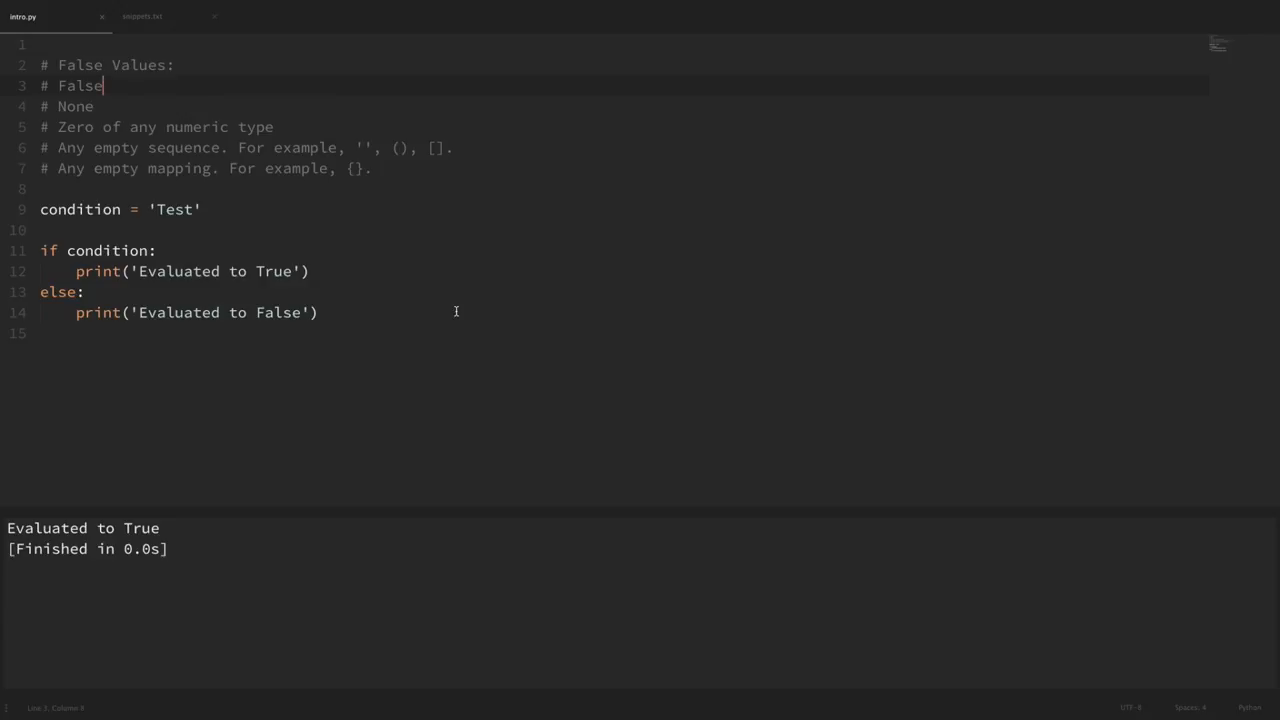 intro.py
snippets.txt
1
2 # False Values:
3 # False
4 # None
5 # Zero of any numeric type
6 # Any empty sequence. For example, '', (), [].
7 # Any empty mapping. For example, {}.
8
9 condition = 'Test'
10
11 if condition:
12 print('Evaluated to True')
13 else:
14 print('Evaluated to False')
15
Evaluated to True
[Finished in 0.0s]
Line 3, Column 8
UTF-8
Spaces: 4
Python